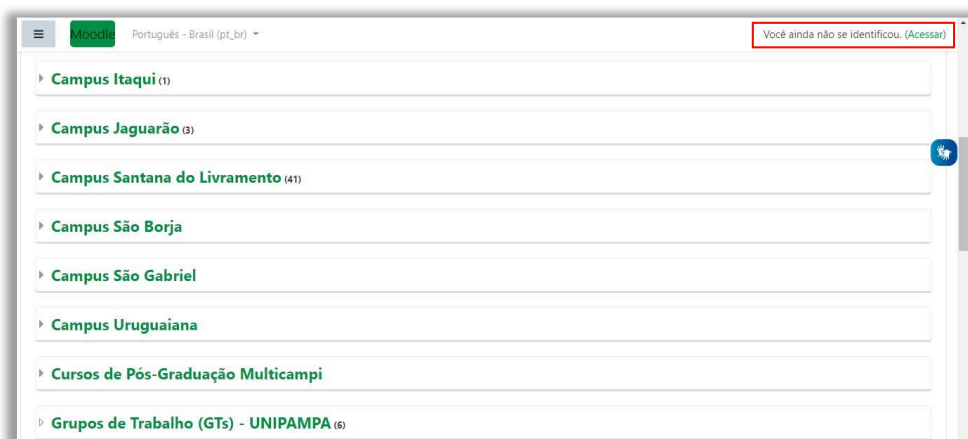 Moodle Português - Brasil (pt_br) Você ainda não se identificou. (Acessar)
Campus Itaqui (1)
Campus Jaguarão (3)
Campus Santana do Livramento (41)
Campus São Borja
Campus São Gabriel
Campus Uruguaiana
Cursos de Pós-Graduação Multicampi
Grupos de Trabalho (GTs) - UNIPAMPA (6)